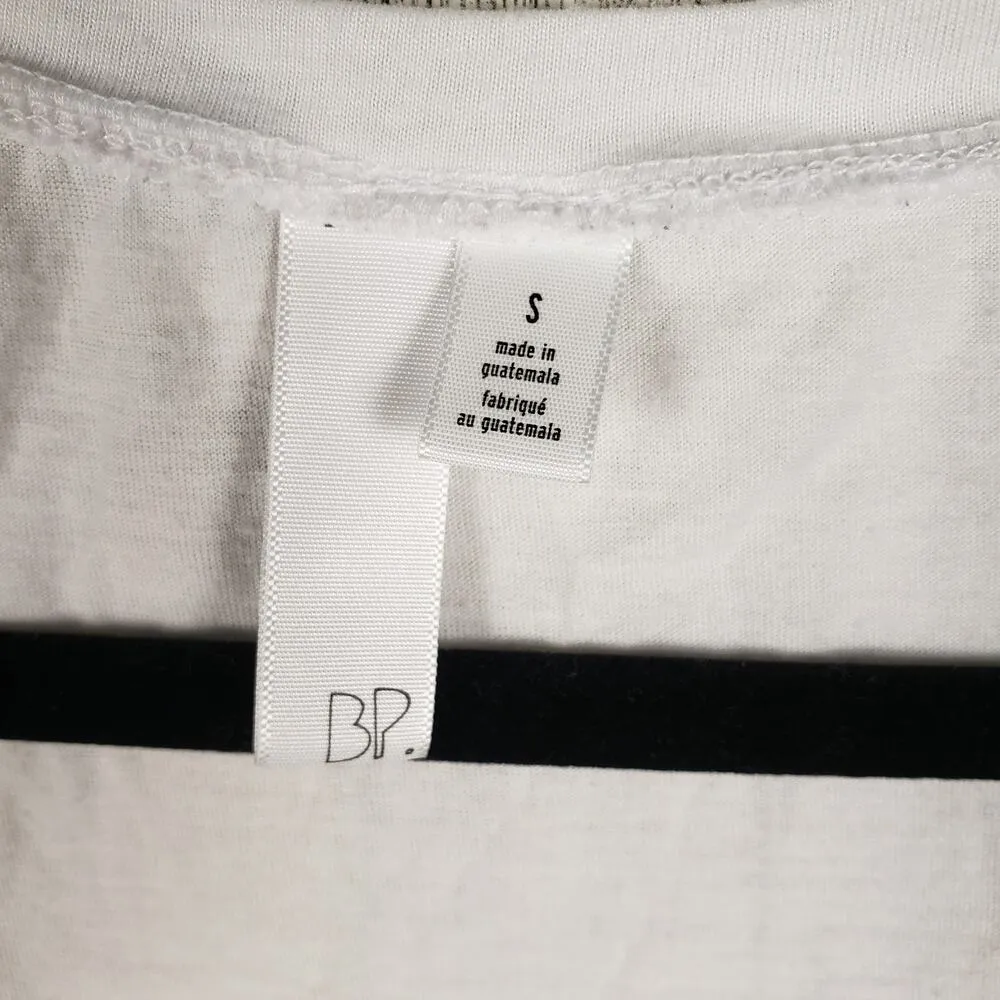 S
made in
guatemala
fabriqué
au guatemala
BP.